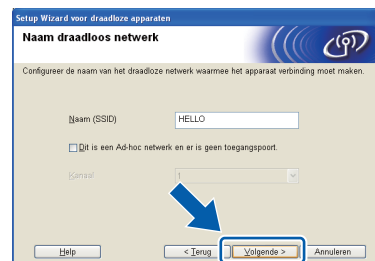 Setup Wizard voor draadloze apparaten
Naam draadloos netwerk
Configureer de naam van het draadloze netwerk waarmee het apparaat verbinding moet maken.
Naam (SSID) HELLO
Dit is een Ad-hoc netwerk en er is geen toegangspoort.
Kanaal 1
Help < Terug Volgende > Annuleren